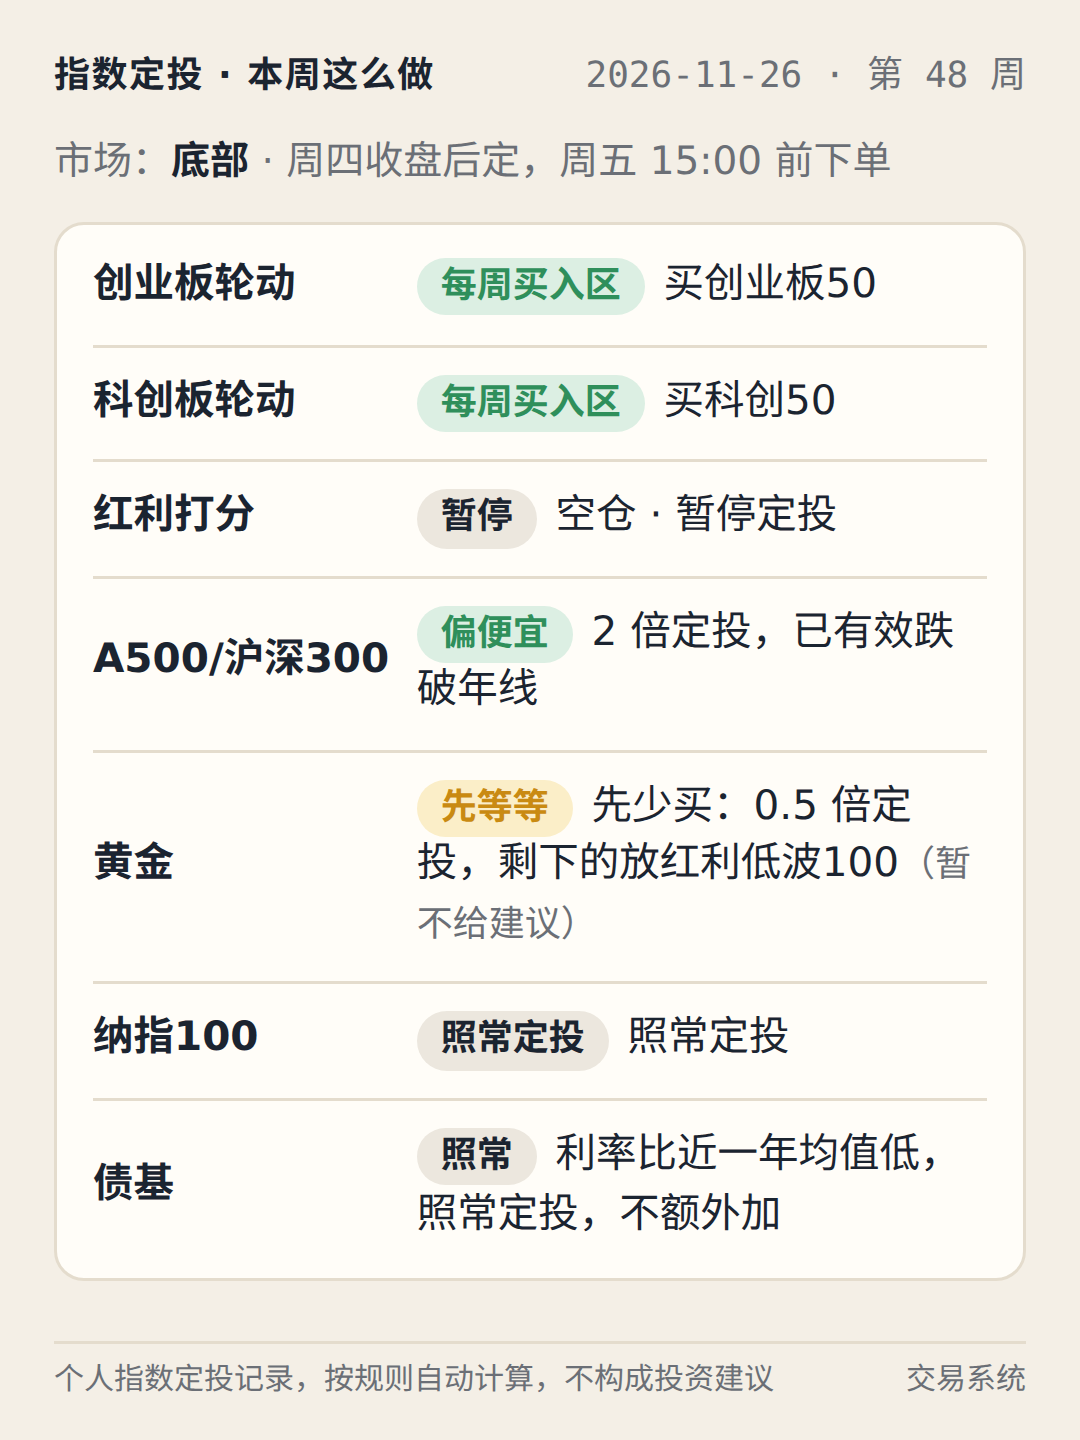 指数定投 · 本周这么做
2026-11-26 · 第 48 周
市场：底部 · 周四收盘后定，周五 15:00 前下单
创业板轮动 每周买入区 买创业板50
科创板轮动 每周买入区 买科创50
红利打分 暂停 空仓 · 暂停定投
A500/沪深300 偏便宜 2 倍定投，已有效跌
破年线
黄金 先等等 先少买：0.5 倍定
投，剩下的放红利低波100（暂
不给建议）
纳指100 照常定投 照常定投
债基 照常 利率比近一年均值低，
照常定投，不额外加
个人指数定投记录，按规则自动计算，不构成投资建议
交易系统